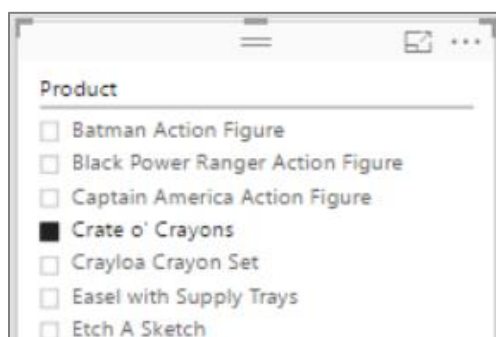 Product
Batman Action Figure
Black Power Ranger Action Figure
Captain America Action Figure
Crate o' Crayons
Crayloa Crayon Set
Easel with Supply Trays
Etch A Sketch